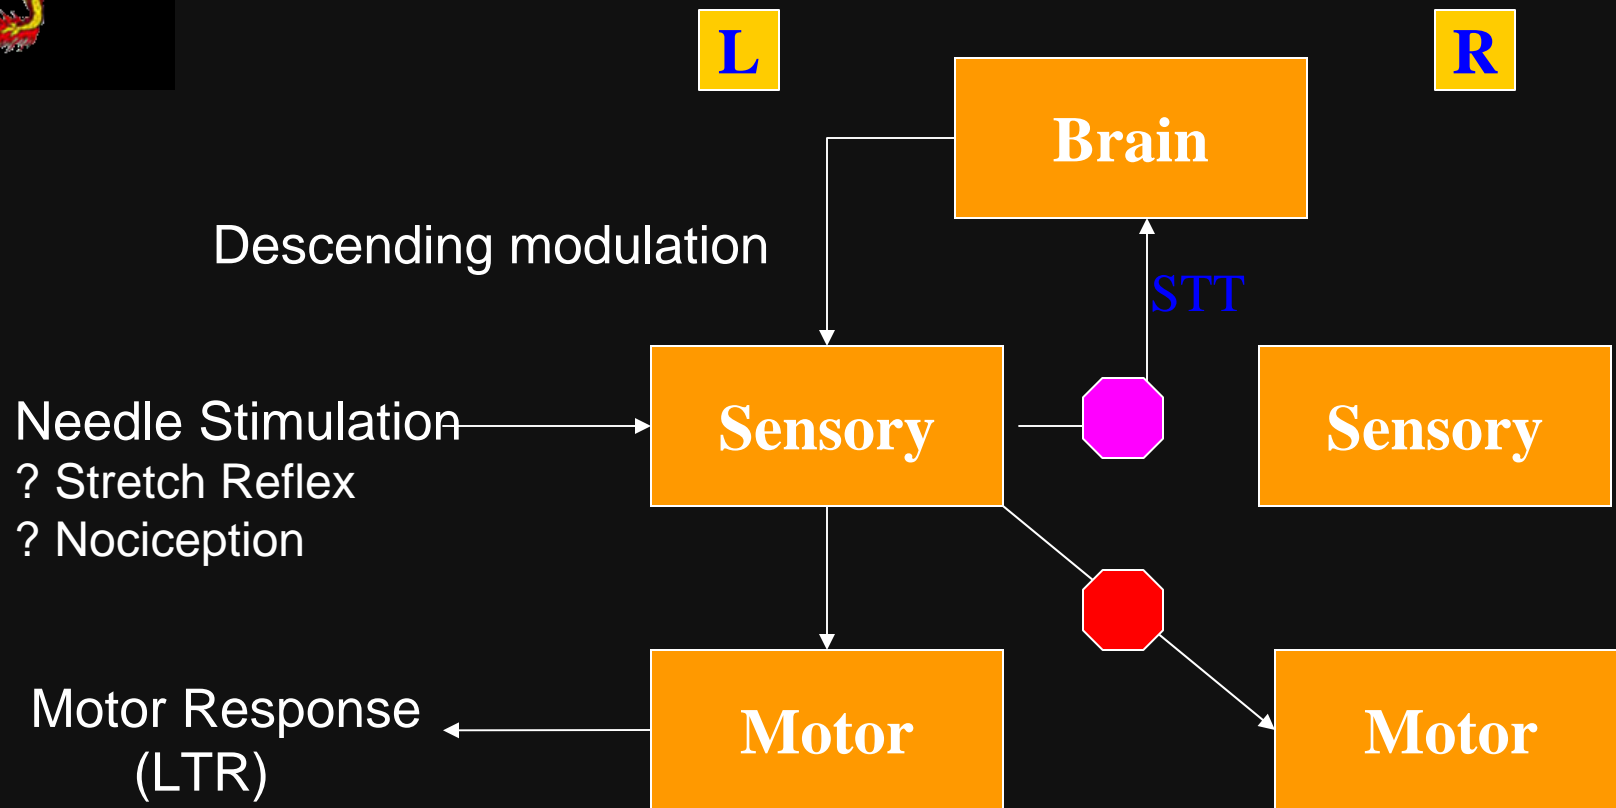 L
R
Brain
Descending modulation
STT
Needle Stimulation
? Stretch Reflex
? Nociception
Sensory
Sensory
Motor Response
(LTR)
Motor
Motor